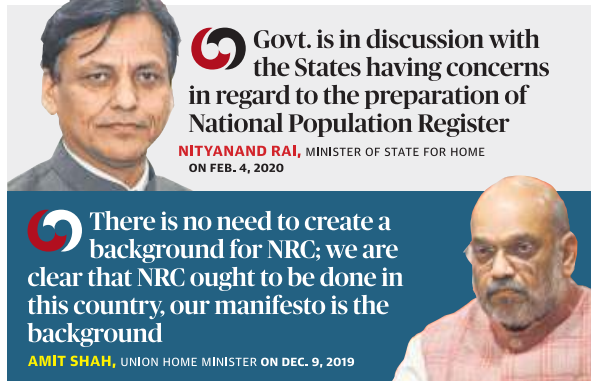 Govt. is in discussion with
the States having concerns
in regard to the preparation of
National Population Register
NITYANAND RAI, MINISTER OF STATE FOR HOME
ON FEB. 4, 2020
There is no need to create a
background for NRC; we are
clear that NRC ought to be done in
this country, our manifesto is the
background
AMIT SHAH, UNION HOME MINISTER ON DEC. 9, 2019